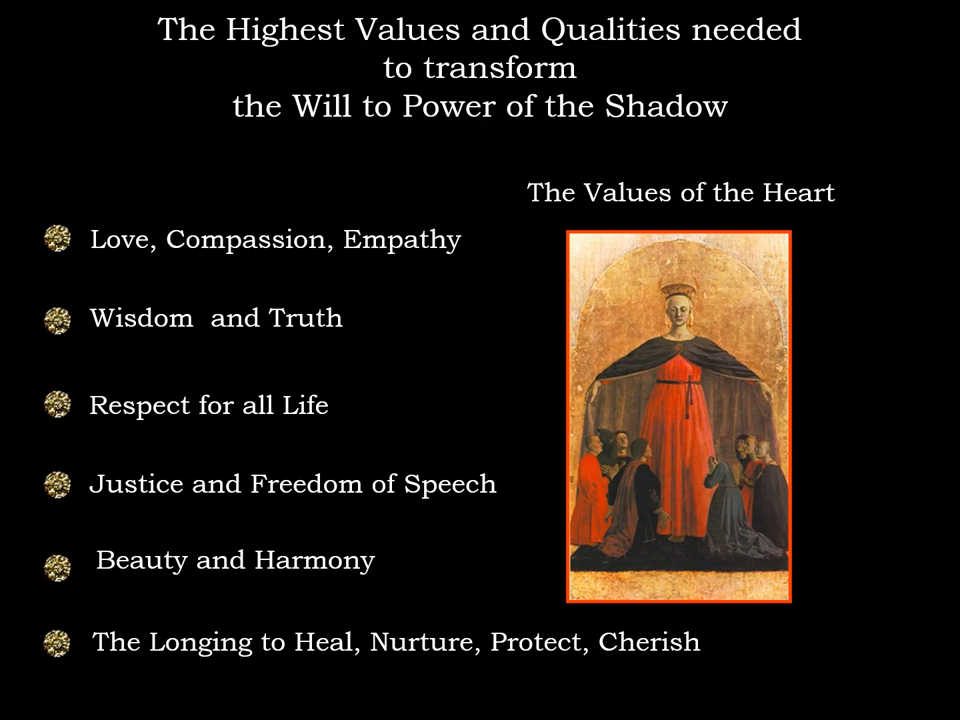 The Highest Values and Qualities needed
to transform
the Will to Power of the Shadow
The Values of the Heart
Love, Compassion, Empathy
Wisdom and Truth
Respect for all Life
Justice and Freedom of Speech
Beauty and Harmony
The Longing to Heal, Nurture, Protect, Cherish